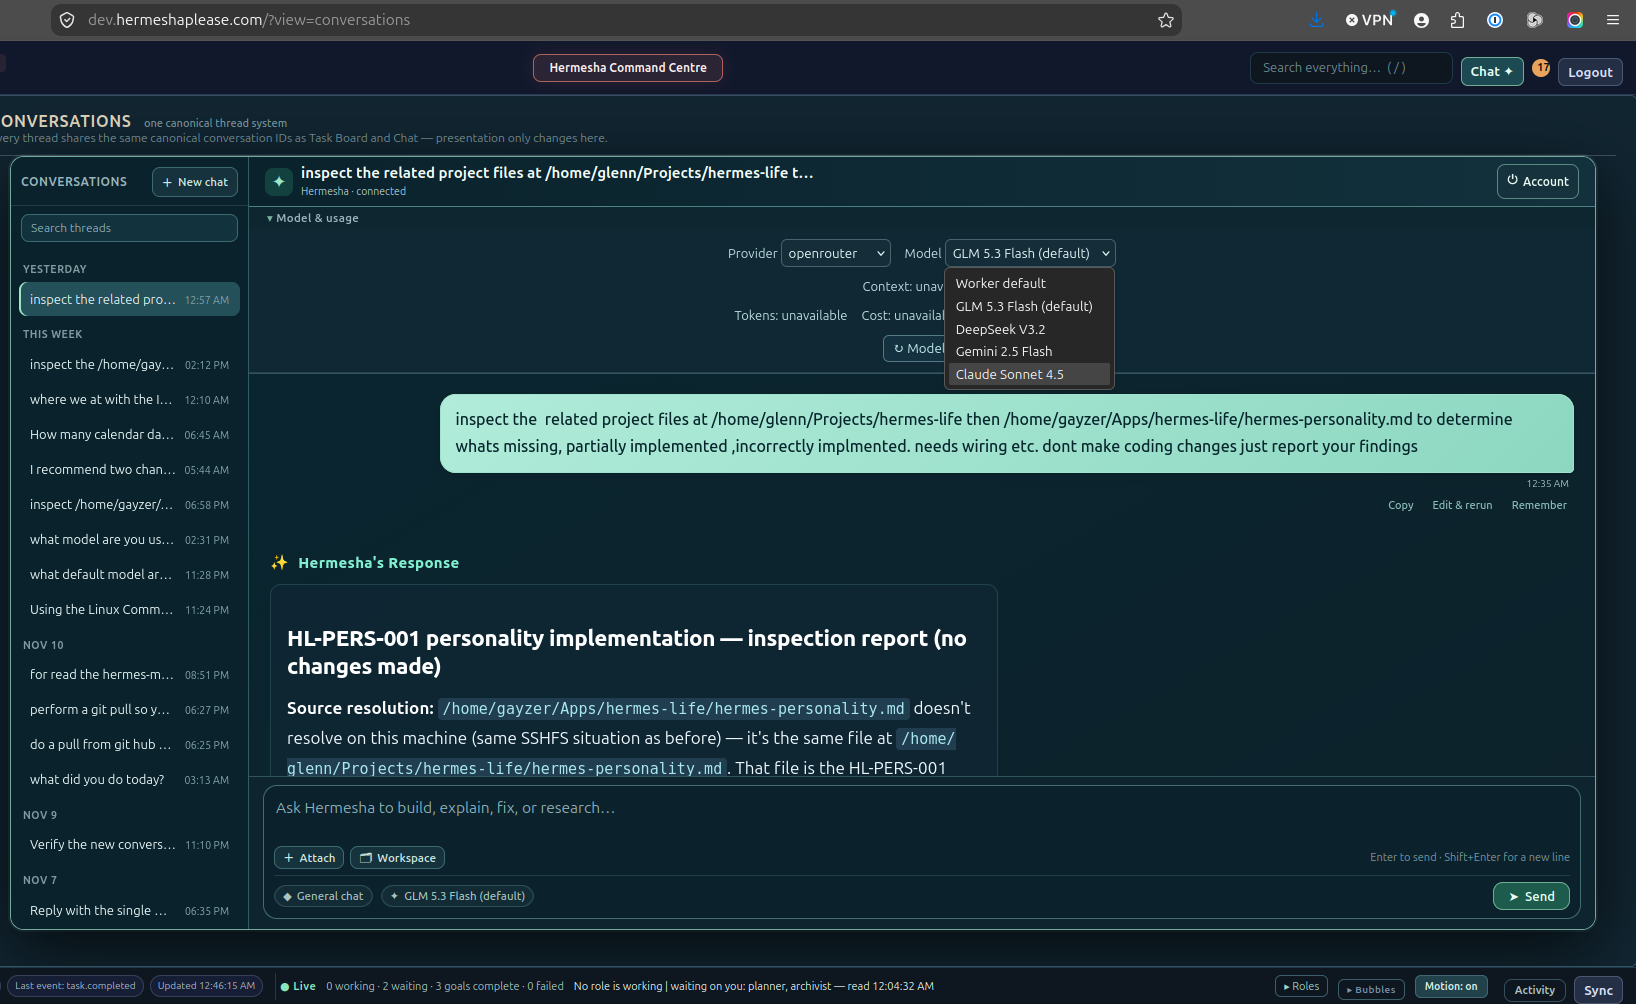 dev.hermeshaplease.com/?view=conversations
VPN
Hermesha Command Centre
Search everything… (/)
Chat ✦
17
Logout
ONVERSATIONS one canonical thread system
very thread shares the same canonical conversation IDs as Task Board and Chat — presentation only changes here.
CONVERSATIONS
+ New chat
Search threads
YESTERDAY
inspect the related pro… 12:57 AM
THIS WEEK
inspect the /home/gay… 02:12 PM
where we at with the I… 12:10 AM
How many calendar da… 06:45 AM
I recommend two chan… 05:44 AM
inspect /home/gayzer/… 06:58 PM
what model are you us… 02:31 PM
what default model ar… 11:28 PM
Using the Linux Comm… 11:24 PM
NOV 10
for read the hermes-m… 08:51 PM
perform a git pull so y… 06:27 PM
do a pull from git hub … 06:25 PM
what did you do today? 03:13 AM
NOV 9
Verify the new convers… 11:10 PM
NOV 7
Reply with the single … 06:35 PM
inspect the related project files at /home/glenn/Projects/hermes-life t…
Hermesha · connected
Account
▾ Model & usage
Provider openrouter Model GLM 5.3 Flash (default)
Worker default
GLM 5.3 Flash (default)
DeepSeek V3.2
Gemini 2.5 Flash
Claude Sonnet 4.5
Context: unav
Tokens: unavailable Cost: unavailal
↻ Model
inspect the  related project files at /home/glenn/Projects/hermes-life then /home/gayzer/Apps/hermes-life/hermes-personality.md to determine
whats missing, partially implemented ,incorrectly implmented. needs wiring etc. dont make coding changes just report your findings
12:35 AM
Copy Edit & rerun Remember
✨ Hermesha's Response
HL-PERS-001 personality implementation — inspection report (no
changes made)
Source resolution: /home/gayzer/Apps/hermes-life/hermes-personality.md doesn't
resolve on this machine (same SSHFS situation as before) — it's the same file at /home/
glenn/Projects/hermes-life/hermes-personality.md. That file is the HL-PERS-001
Ask Hermesha to build, explain, fix, or research…
+ Attach
Workspace
Enter to send · Shift+Enter for a new line
◆ General chat
✦ GLM 5.3 Flash (default)
➤ Send
Last event: task.completed
Updated 12:46:15 AM
● Live 0 working · 2 waiting · 3 goals complete · 0 failed No role is working | waiting on you: planner, archivist — read 12:04:32 AM
▸ Roles
▸ Bubbles
Motion: on
Activity
Sync